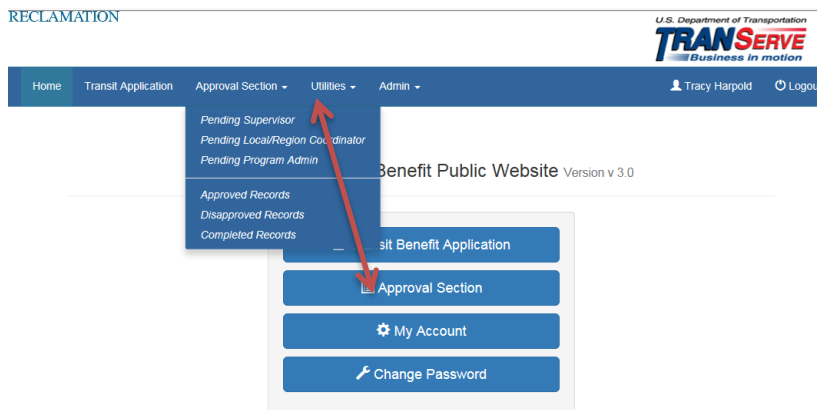 RECLAMATION
U.S. Department of Transportation
TRANSERVE
Business in motion
Home Transit Application Approval Section Utilities Admin Tracy Harpold Logou
Pending Supervisor
Pending Local/Region Coordinator
Pending Program Admin
Benefit Public Website Version v 3.0
Approved Records
Disapproved Records
Completed Records
sit Benefit Application
Approval Section
My Account
Change Password